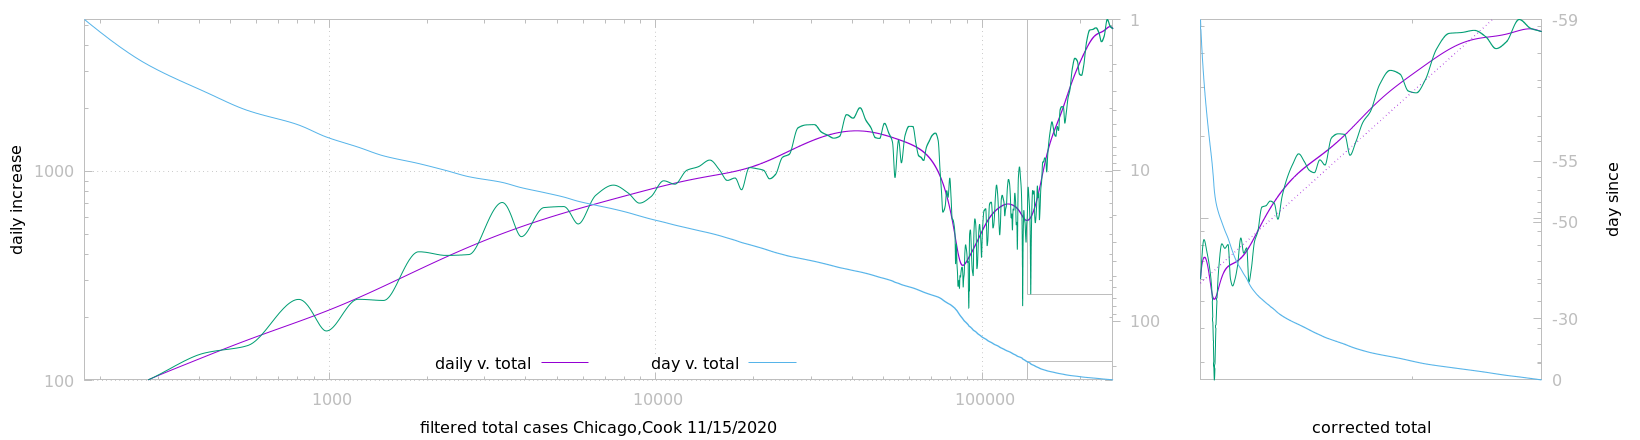 1
-59
1000
10
-55
-50
100
-30
100
0
daily increase
day since
daily v. total
day v. total
1000
10000
100000
filtered total cases Chicago,Cook 11/15/2020
corrected total